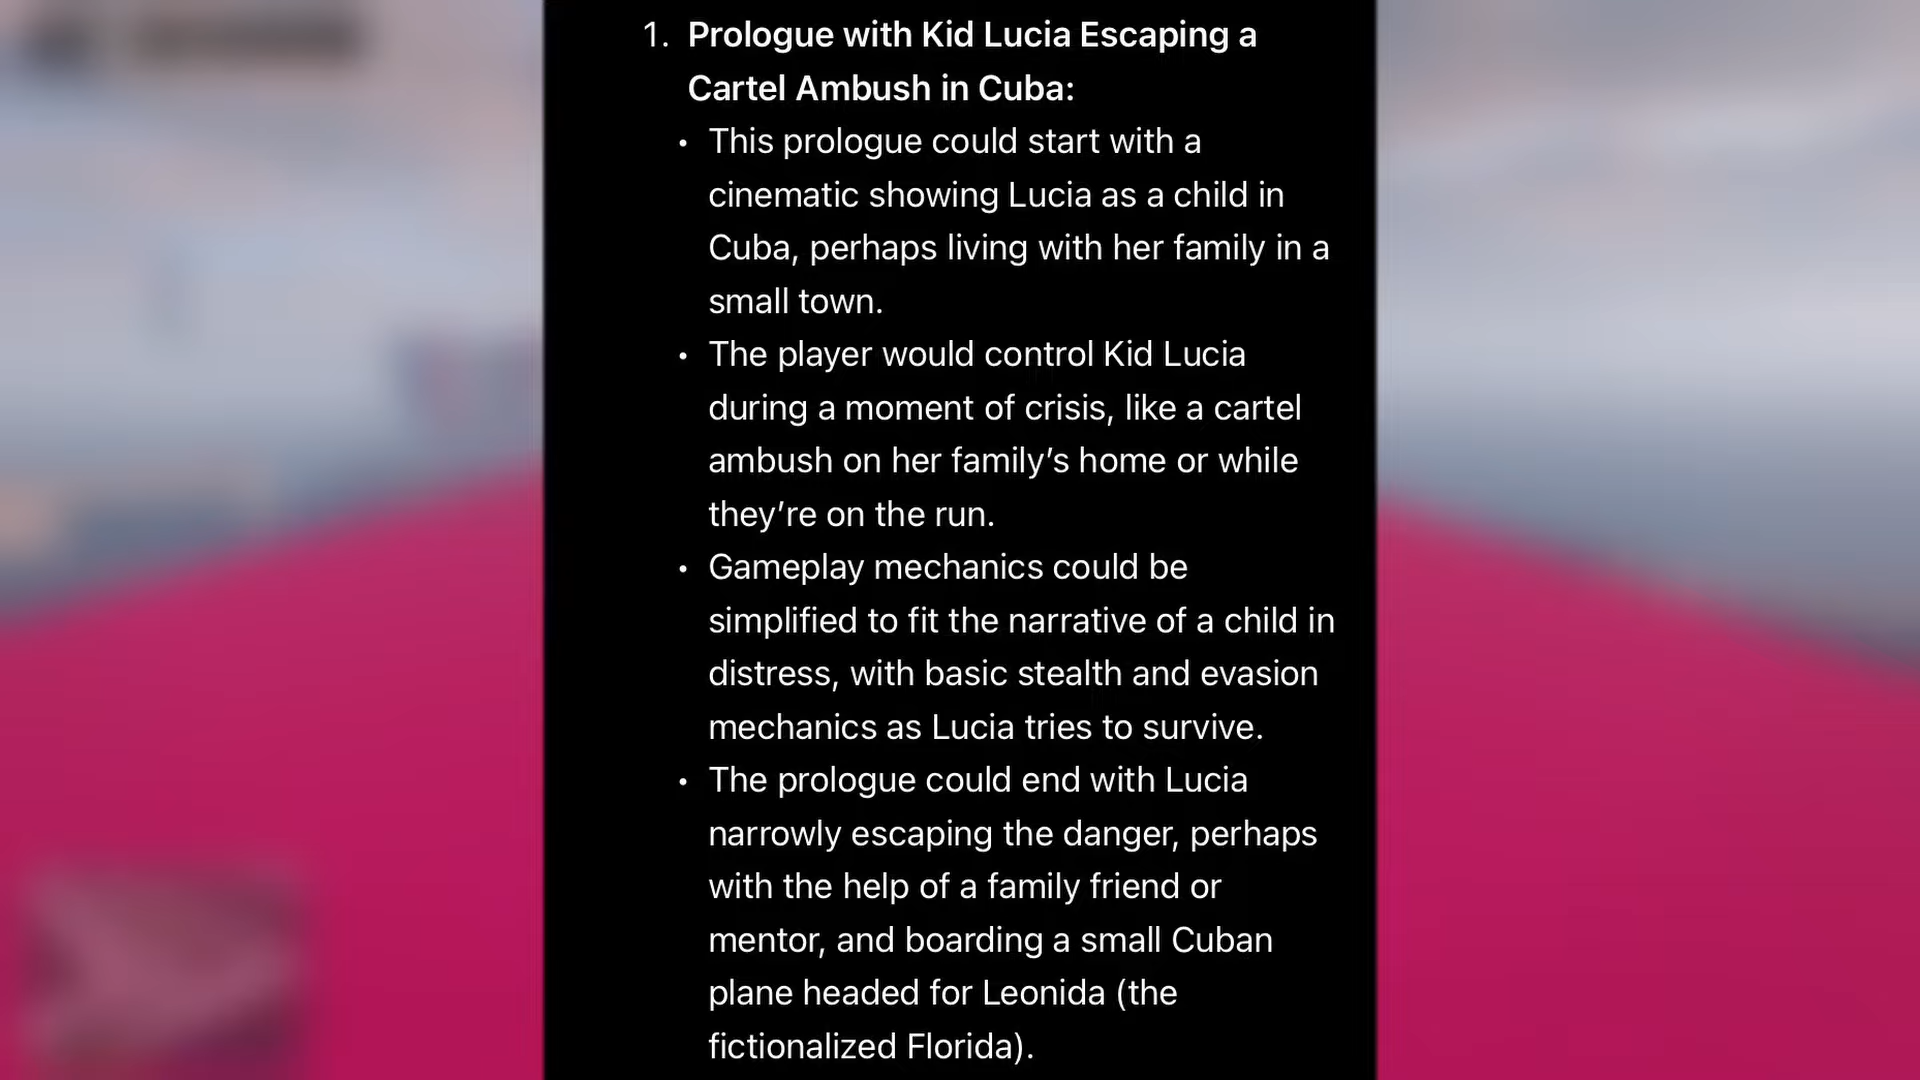 1. Prologue with Kid Lucia Escaping a
Cartel Ambush in Cuba:
• This prologue could start with a
cinematic showing Lucia as a child in
Cuba, perhaps living with her family in a
small town.
• The player would control Kid Lucia
during a moment of crisis, like a cartel
ambush on her family’s home or while
they’re on the run.
• Gameplay mechanics could be
simplified to fit the narrative of a child in
distress, with basic stealth and evasion
mechanics as Lucia tries to survive.
• The prologue could end with Lucia
narrowly escaping the danger, perhaps
with the help of a family friend or
mentor, and boarding a small Cuban
plane headed for Leonida (the
fictionalized Florida).